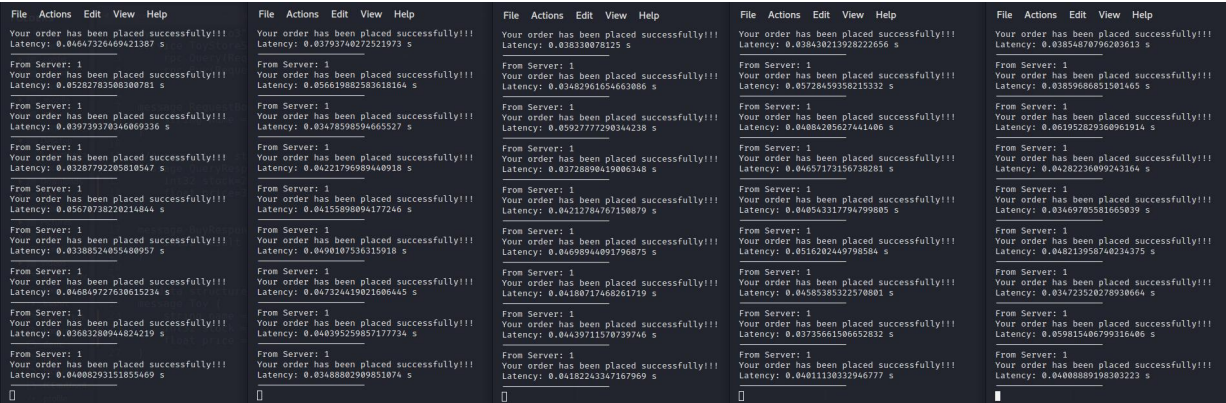 File Actions Edit View Help
Your order has been placed successfully!!!
Latency: 0.04647326469421387 s
From Server: 1
Your order has been placed successfully!!!
Latency: 0.05282783508300781 s
From Server: 1
Your order has been placed successfully!!!
Latency: 0.039739370346069336 s
From Server: 1
Your order has been placed successfully!!!
Latency: 0.03287792205810547 s
From Server: 1
Your order has been placed successfully!!!
Latency: 0.05670738220214844 s
From Server: 1
Your order has been placed successfully!!!
Latency: 0.03388524055480957 s
From Server: 1
Your order has been placed successfully!!!
Latency: 0.046849727630615234 s
From Server: 1
Your order has been placed successfully!!!
Latency: 0.03683280944824219 s
From Server: 1
Your order has been placed successfully!!!
Latency: 0.04008293151855469 s
File Actions Edit View Help
Your order has been placed successfully!!!
Latency: 0.03793740272521973 s
From Server: 1
Your order has been placed successfully!!!
Latency: 0.056619882583618164 s
From Server: 1
Your order has been placed successfully!!!
Latency: 0.03478598594665527 s
From Server: 1
Your order has been placed successfully!!!
Latency: 0.04221796989440918 s
From Server: 1
Your order has been placed successfully!!!
Latency: 0.04155898094177246 s
From Server: 1
Your order has been placed successfully!!!
Latency: 0.0490107536315918 s
From Server: 1
Your order has been placed successfully!!!
Latency: 0.047324419021606445 s
From Server: 1
Your order has been placed successfully!!!
Latency: 0.040395259857177734 s
From Server: 1
Your order has been placed successfully!!!
Latency: 0.03488802909851074 s
File Actions Edit View Help
Your order has been placed successfully!!!
Latency: 0.038330078125 s
From Server: 1
Your order has been placed successfully!!!
Latency: 0.03482961654663086 s
From Server: 1
Your order has been placed successfully!!!
Latency: 0.05927777290344238 s
From Server: 1
Your order has been placed successfully!!!
Latency: 0.03728890419006348 s
From Server: 1
Your order has been placed successfully!!!
Latency: 0.04212784767150879 s
From Server: 1
Your order has been placed successfully!!!
Latency: 0.04698944091796875 s
From Server: 1
Your order has been placed successfully!!!
Latency: 0.04180717468261719 s
From Server: 1
Your order has been placed successfully!!!
Latency: 0.04439711570739746 s
From Server: 1
Your order has been placed successfully!!!
Latency: 0.04182243347167969 s
File Actions Edit View Help
Your order has been placed successfully!!!
Latency: 0.038430213928222656 s
From Server: 1
Your order has been placed successfully!!!
Latency: 0.05728459358215332 s
From Server: 1
Your order has been placed successfully!!!
Latency: 0.04084205627441406 s
From Server: 1
Your order has been placed successfully!!!
Latency: 0.04657173156738281 s
From Server: 1
Your order has been placed successfully!!!
Latency: 0.040543317794799805 s
From Server: 1
Your order has been placed successfully!!!
Latency: 0.0516202449798584 s
From Server: 1
Your order has been placed successfully!!!
Latency: 0.04585385322570801 s
From Server: 1
Your order has been placed successfully!!!
Latency: 0.03735661506652832 s
From Server: 1
Your order has been placed successfully!!!
Latency: 0.04011130332946777 s
File Actions Edit View Help
Your order has been placed successfully!!!
Latency: 0.03854870796203613 s
From Server: 1
Your order has been placed successfully!!!
Latency: 0.03859686851501465 s
From Server: 1
Your order has been placed successfully!!!
Latency: 0.061952829360961914 s
From Server: 1
Your order has been placed successfully!!!
Latency: 0.04282236099243164 s
From Server: 1
Your order has been placed successfully!!!
Latency: 0.03469705581665039 s
From Server: 1
Your order has been placed successfully!!!
Latency: 0.048213958740234375 s
From Server: 1
Your order has been placed successfully!!!
Latency: 0.034723520278930664 s
From Server: 1
Your order has been placed successfully!!!
Latency: 0.059815406799316406 s
From Server: 1
Your order has been placed successfully!!!
Latency: 0.04008889198303223 s